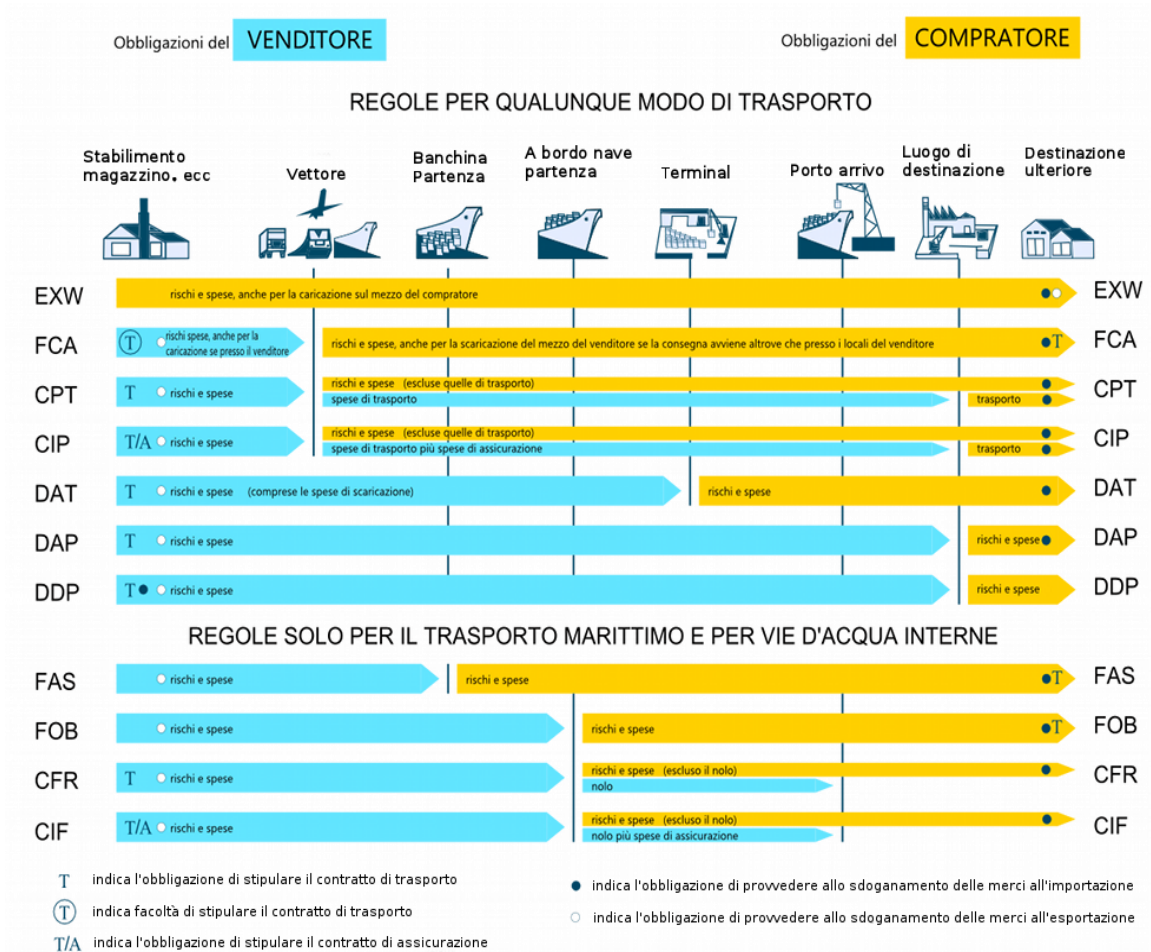 Obbligazioni del VENDITORE
Obbligazioni del COMPRATORE
REGOLE PER QUALUNQUE MODO DI TRASPORTO
Stabilimento
magazzino. ecc
Vettore
Banchina
Partenza
A bordo nave
partenza
Terminal
Porto arrivo
Luogo di
destinazione
Destinazione
ulteriore
EXW
rischi e spese, anche per la caricazione sul mezzo del compratore
EXW
FCA
T
rischi spese, anche per la
caricazione se presso il venditore
rischi e spese, anche per la scaricazione del mezzo del venditore se la consegna avviene altrove che presso i locali del venditore
T
FCA
CPT
T
rischi e spese
rischi e spese (escluse quelle di trasporto)
spese di trasporto
trasporto
CPT
CIP
T/A
rischi e spese
rischi e spese (escluse quelle di trasporto)
spese di trasporto più spese di assicurazione
trasporto
CIP
DAT
T
rischi e spese (comprese le spese di scaricazione)
rischi e spese
DAT
DAP
T
rischi e spese
rischi e spese
DAP
DDP
T
rischi e spese
rischi e spese
DDP
REGOLE SOLO PER IL TRASPORTO MARITTIMO E PER VIE D'ACQUA INTERNE
FAS
rischi e spese
rischi e spese
T
FAS
FOB
rischi e spese
rischi e spese
T
FOB
CFR
T
rischi e spese
rischi e spese (escluso il nolo)
nolo
CFR
CIF
T/A
rischi e spese
rischi e spese (escluso il nolo)
nolo più spese di assicurazione
CIF
T indica l'obbligazione di stipulare il contratto di trasporto
T indica facoltà di stipulare il contratto di trasporto
T/A indica l'obbligazione di stipulare il contratto di assicurazione
indica l'obbligazione di provvedere allo sdoganamento delle merci all'importazione
indica l'obbligazione di provvedere allo sdoganamento delle merci all'esportazione